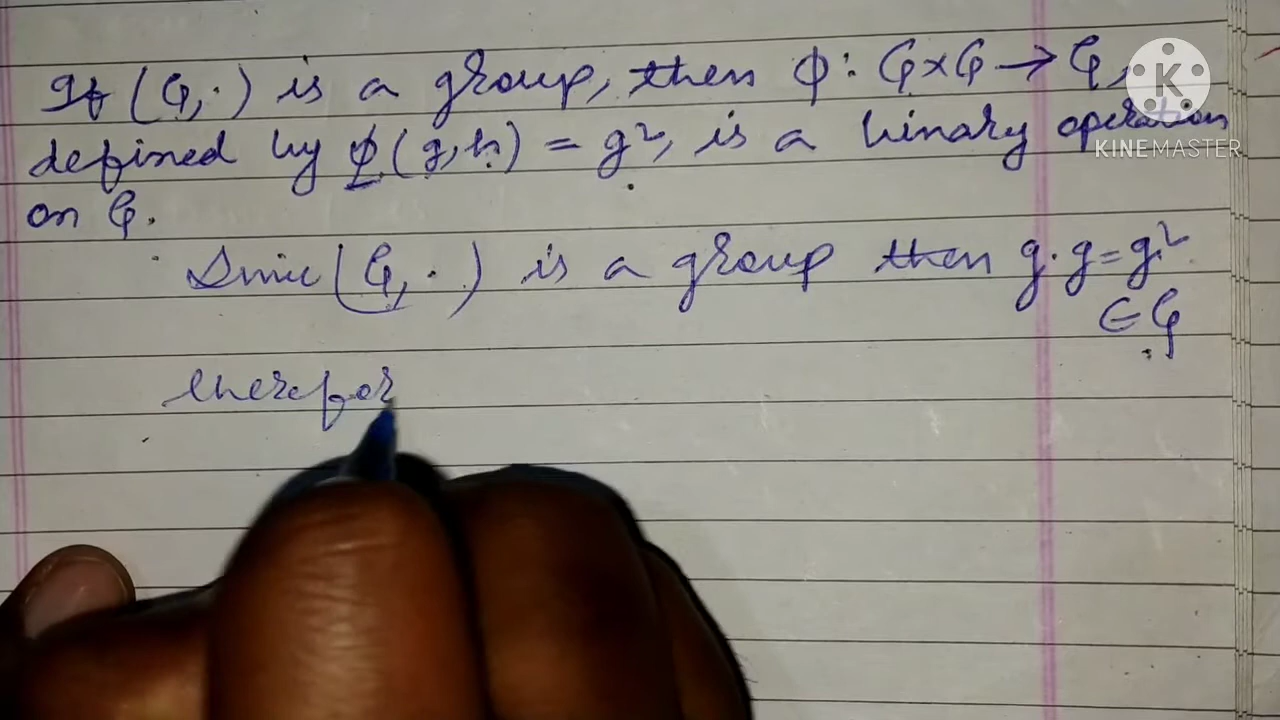 If (G, ·) is a group, then ϕ: G×G → G,
defined by ϕ(g,h) = g², is a binary operation
on G.
Since (G, ·) is a group then g·g = g²
∈ G
therefor
K
KINEMASTER